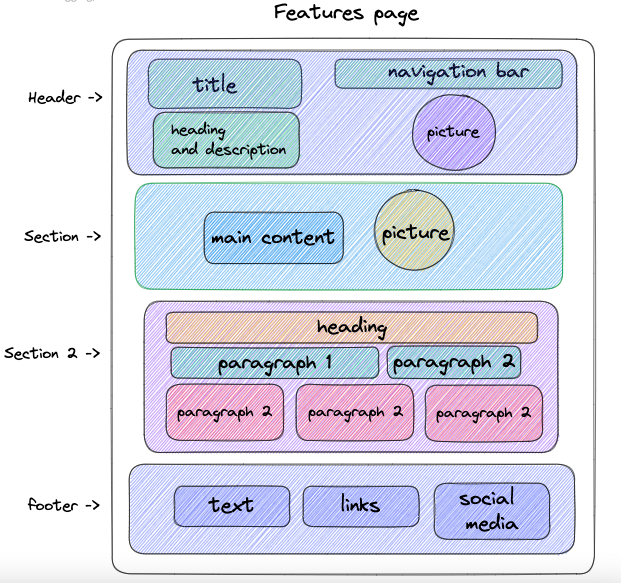 Features page
Header ->
title
navigation bar
heading
and description
picture
Section ->
main content
picture
Section 2 ->
heading
paragraph 1
paragraph 2
paragraph 2
paragraph 2
paragraph 2
footer ->
text
links
social
media